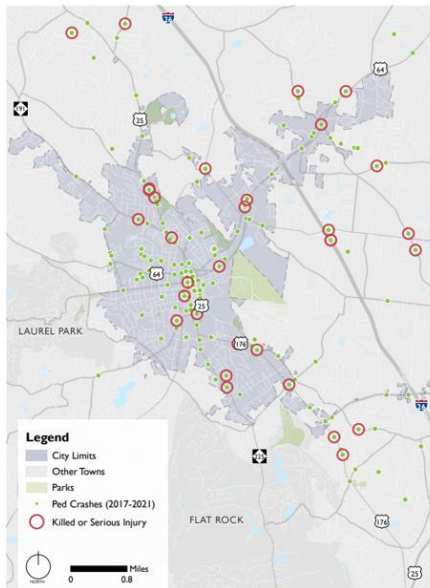 26
64
191
25
64
25
LAUREL PARK
176
26
225
FLAT ROCK
176
25
Legend
City Limits
Other Towns
Parks
Ped Crashes (2017-2021)
Killed or Serious Injury
NORTH
0 0.8 Miles